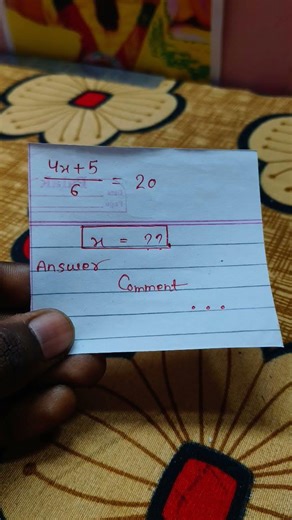 4x + 5
6
= 20
x = ??
Answer
Comment
...